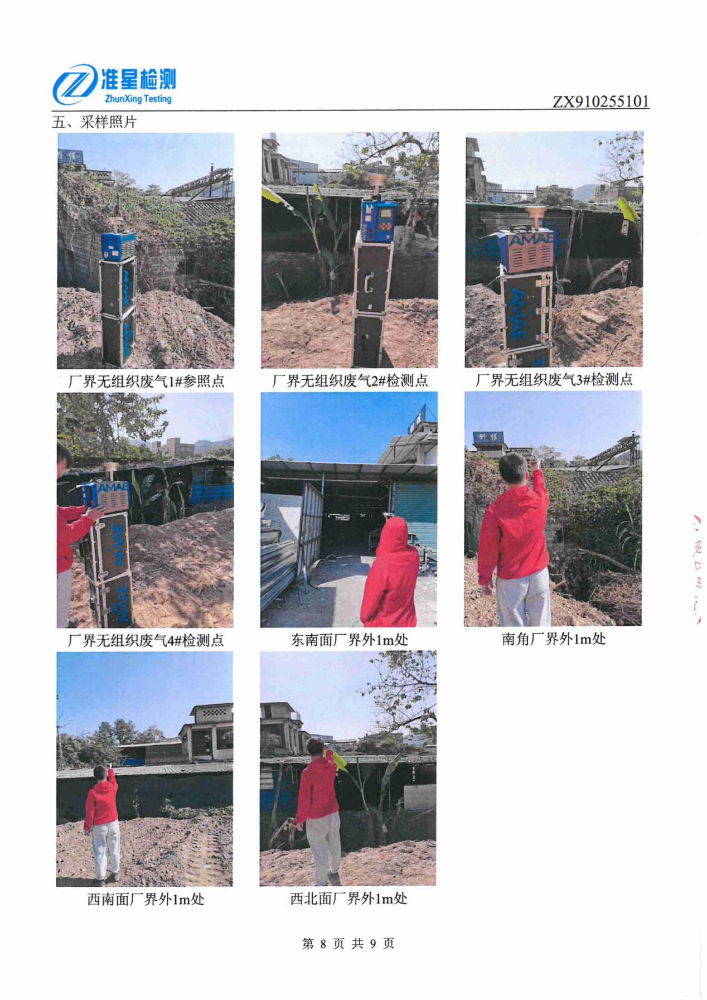 准星检测
ZhunXing Testing
ZX910255101
五、采样照片
AMAE
AMAE
AMAE
AMAE
3
厂界无组织废气1#参照点
厂界无组织废气2#检测点
厂界无组织废气3#检测点
AMAE
AMAE
AMAE
厂界无组织废气4#检测点
东南面厂界外1m处
南角厂界外1m处
西南面厂界外1m处
西北面厂界外1m处
第 8 页 共 9 页